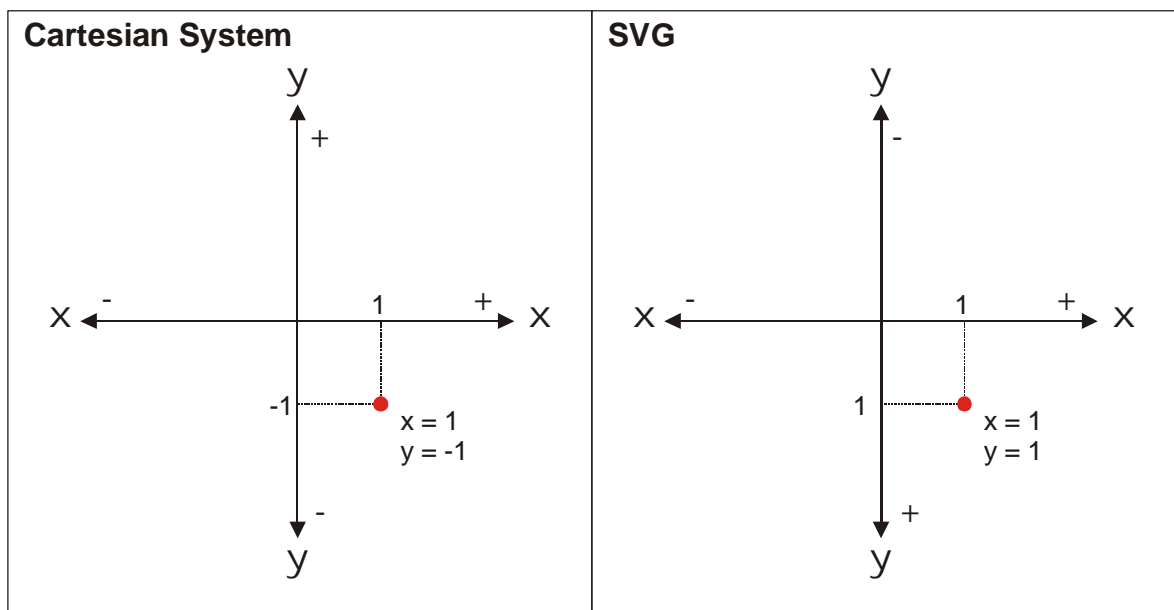 Cartesian System
y
+
x
-
1
+
x
-1
x = 1
y = -1
-
y
SVG
y
-
x
-
1
+
x
1
x = 1
y = 1
+
y